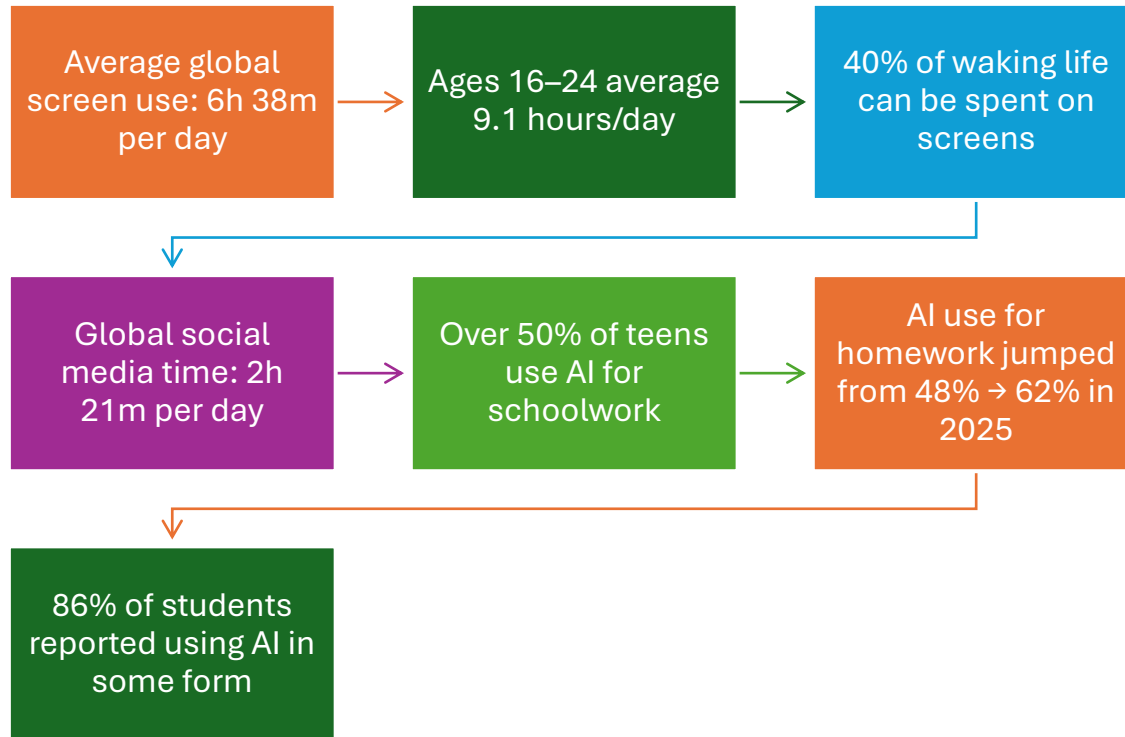 Average global
screen use: 6h 38m
per day
Ages 16–24 average
9.1 hours/day
40% of waking life
can be spent on
screens
Global social
media time: 2h
21m per day
Over 50% of teens
use AI for
schoolwork
AI use for
homework jumped
from 48% → 62% in
2025
86% of students
reported using AI in
some form